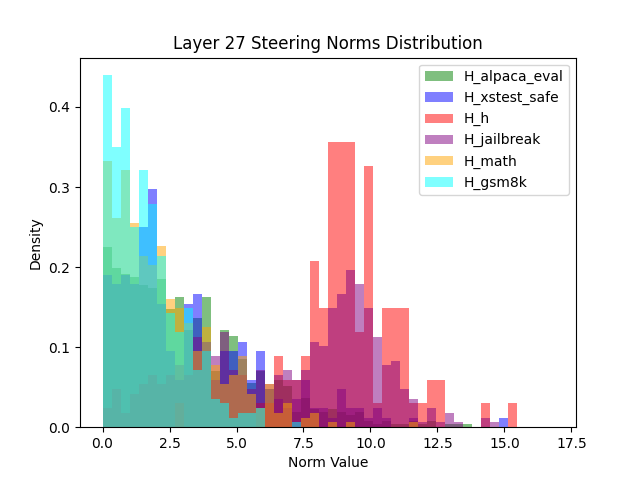 Layer 27 Steering Norms Distribution
H_alpaca_eval
H_xstest_safe
H_h
H_jailbreak
H_math
H_gsm8k
Density
0.4
0.3
0.2
0.1
0.0
0.0 2.5 5.0 7.5 10.0 12.5 15.0 17.5
Norm Value